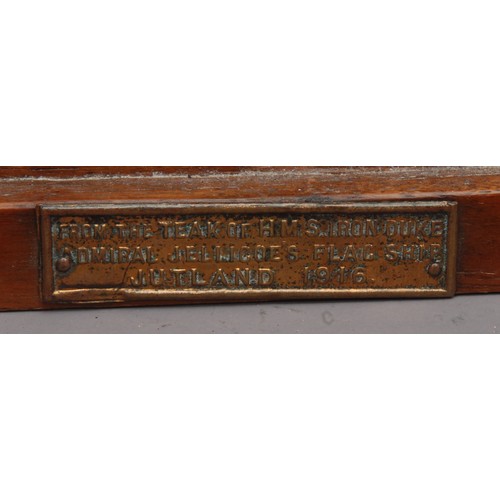 FROM THE TEAK OF H.M.S. IRON DUKE
ADMIRAL JELLICOE'S FLAG SHIP
JUTLAND. 1916.